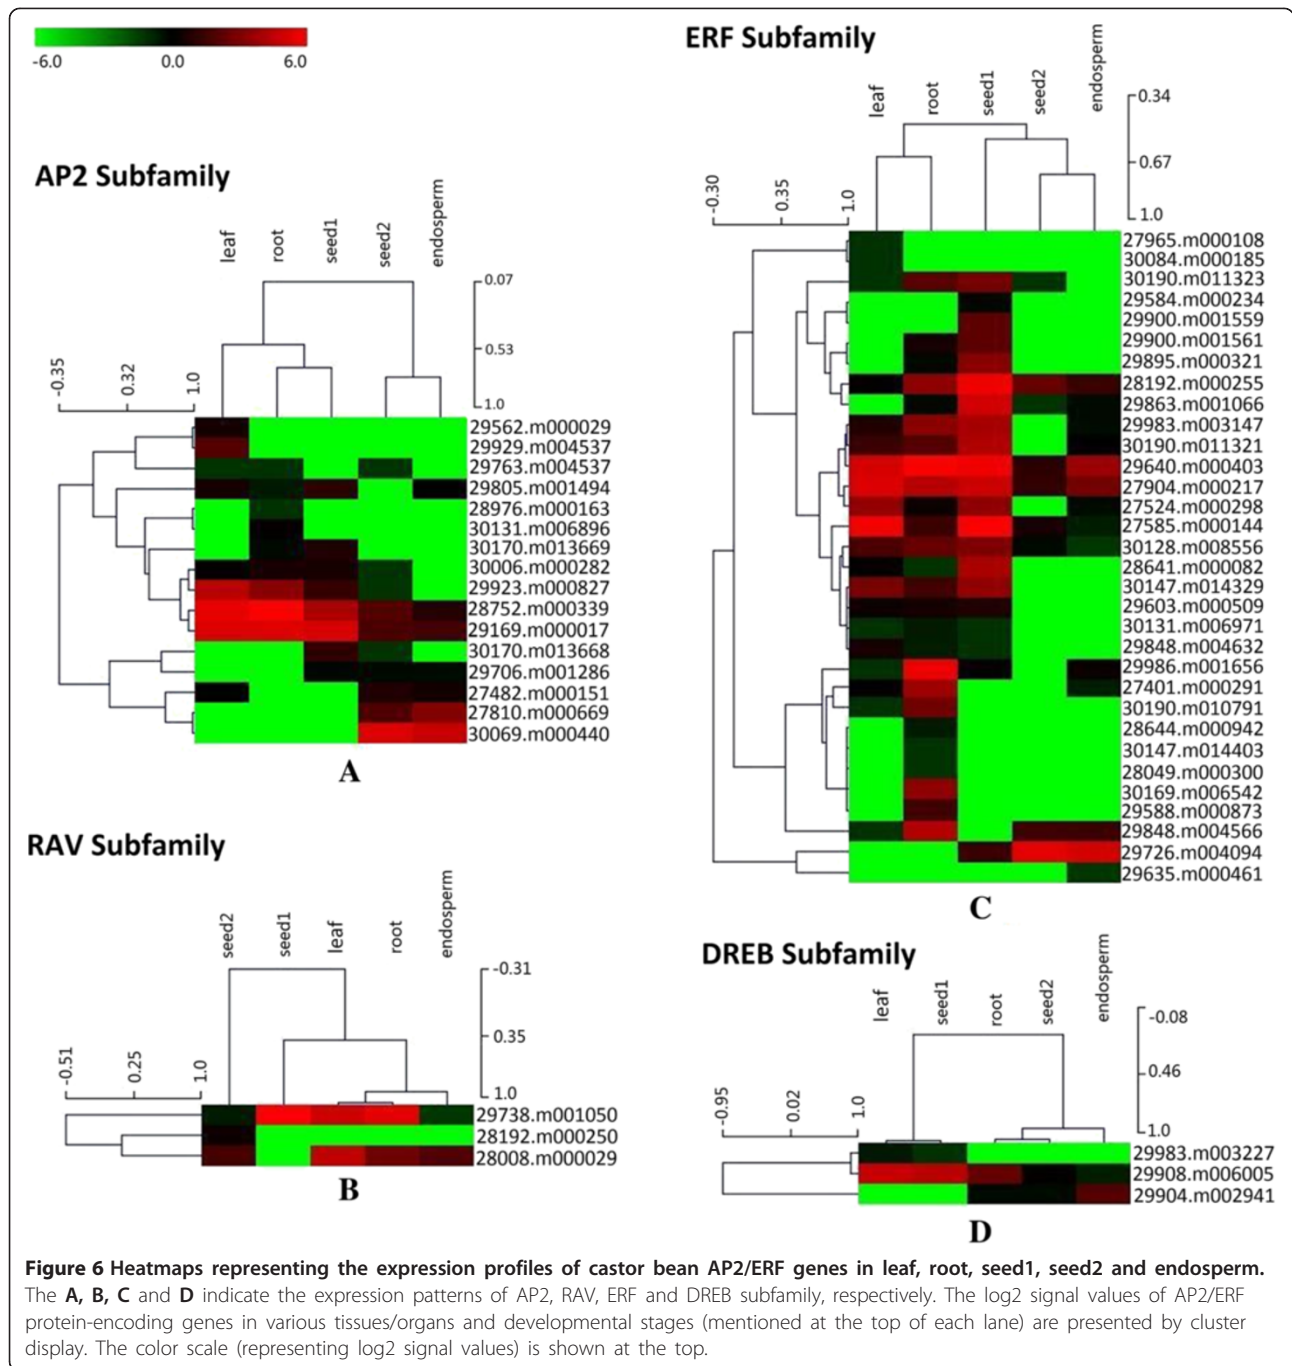 -6.0 0.0 6.0
AP2 Subfamily
leaf root seed1 seed2 endosperm
0.07
0.53
1.0
-0.35 0.32 1.0
29562.m000029
29929.m004537
29763.m004537
29805.m001494
28976.m000163
30131.m006896
30170.m013669
30006.m000282
29923.m000827
28752.m000339
29169.m000017
30170.m013668
29706.m001286
27482.m000151
27810.m000669
30069.m000440
A
RAV Subfamily
seed2 seed1 leaf root endosperm
-0.31
0.35
1.0
-0.51 0.25 1.0
29738.m001050
28192.m000250
28008.m000029
B
ERF Subfamily
leaf root seed1 seed2 endosperm
0.34
0.67
1.0
-0.30 0.35 1.0
27965.m000108
30084.m000185
30190.m011323
29584.m000234
29900.m001559
29900.m001561
29895.m000321
28192.m000255
29863.m001066
29983.m003147
30190.m011321
29640.m000403
27904.m000217
27524.m000298
27585.m000144
30128.m008556
28641.m000082
30147.m014329
29603.m000509
30131.m006971
29848.m004632
29986.m001656
27401.m000291
30190.m010791
28644.m000942
30147.m014403
28049.m000300
30169.m006542
29588.m000873
29848.m004566
29726.m004094
29635.m000461
C
DREB Subfamily
leaf seed1 root seed2 endosperm
-0.08
0.46
1.0
-0.95 0.02 1.0
29983.m003227
29908.m006005
29904.m002941
D
Figure 6 Heatmaps representing the expression profiles of castor bean AP2/ERF genes in leaf, root, seed1, seed2 and endosperm.
The A, B, C and D indicate the expression patterns of AP2, RAV, ERF and DREB subfamily, respectively. The log2 signal values of AP2/ERF
protein-encoding genes in various tissues/organs and developmental stages (mentioned at the top of each lane) are presented by cluster
display. The color scale (representing log2 signal values) is shown at the top.